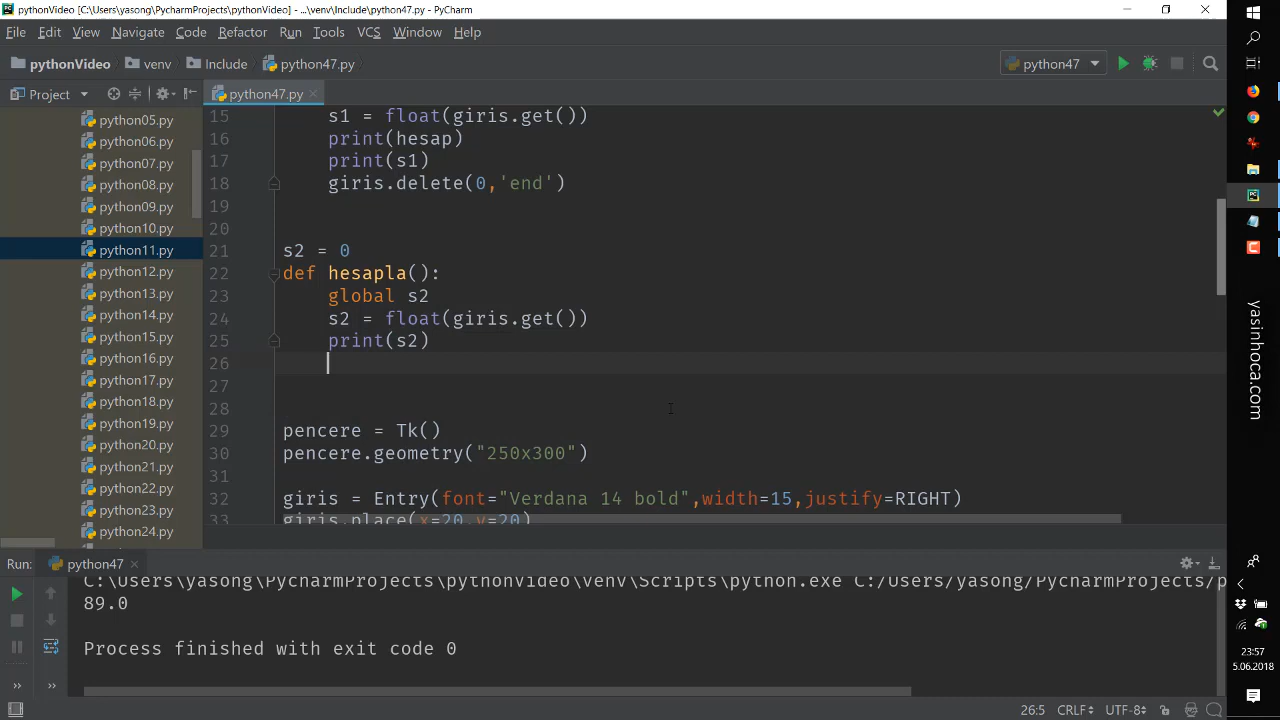 pythonVideo [C:\Users\yasong\PycharmProjects\pythonVideo] - ...\venv\Include\python47.py - PyCharm
File Edit View Navigate Code Refactor Run Tools VCS Window Help
pythonVideo venv Include python47.py python47
Project python47.py
python05.py
python06.py
python07.py
python08.py
python09.py
python10.py
python11.py
python12.py
python13.py
python14.py
python15.py
python16.py
python17.py
python18.py
python19.py
python20.py
python21.py
python22.py
python23.py
python24.py
15 s1 = float(giris.get())
16 print(hesap)
17 print(s1)
18 giris.delete(0,'end')
19
20
21 s2 = 0
22 def hesapla():
23 global s2
24 s2 = float(giris.get())
25 print(s2)
26
27
28
29 pencere = Tk()
30 pencere.geometry("250x300")
31
32 giris = Entry(font="Verdana 14 bold",width=15,justify=RIGHT)
33 giris.place(x=20,y=20)
Run: python47
C:\Users\yasong\PycharmProjects\pythonVideo\venv\Scripts\python.exe C:/Users/yasong/PycharmProjects/p
89.0
Process finished with exit code 0
26:5 CRLF UTF-8
yasinhoca.com
23:57
5.06.2018